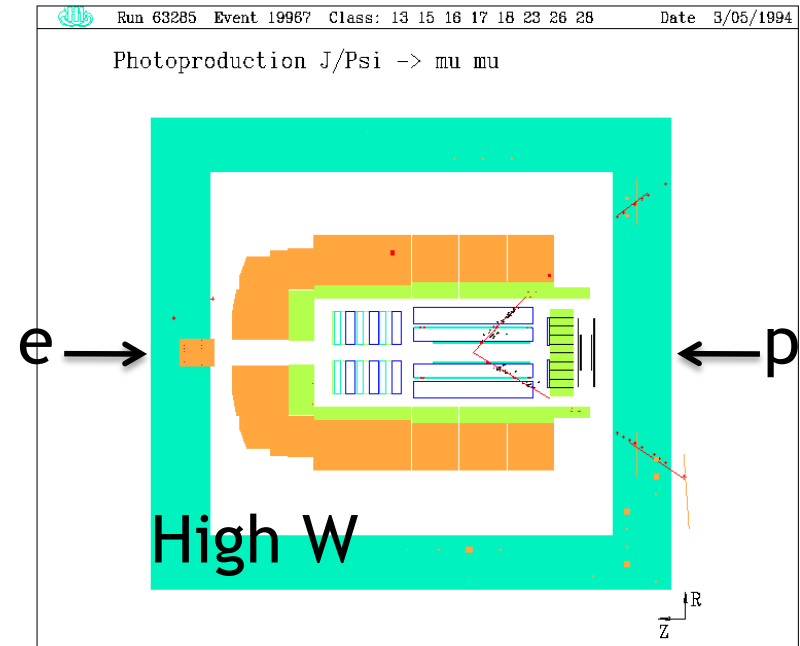 Run 63285 Event 19967 Class: 13 15 16 17 18 23 26 28 Date 3/05/1994
Photoproduction J/Psi -> mu mu
e
p
High W
R
Z